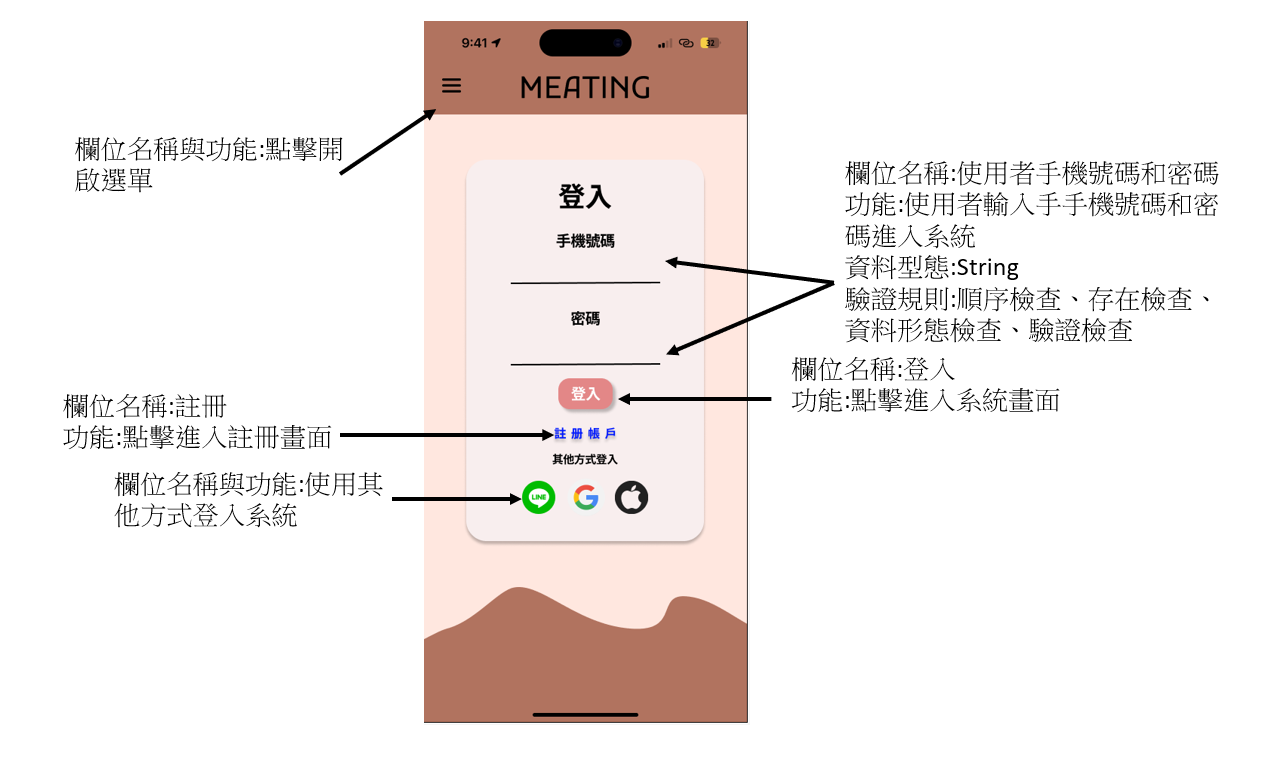 9:41
32
MEATING
欄位名稱與功能:點擊開
啟選單
登入
手機號碼
密碼
登入
註冊帳戶
其他方式登入
LINE
欄位名稱:使用者手機號碼和密碼
功能:使用者輸入手手機號碼和密
碼進入系統
資料型態:String
驗證規則:順序檢查、存在檢查、
資料形態檢查、驗證檢查
欄位名稱:登入
功能:點擊進入系統畫面
欄位名稱:註冊
功能:點擊進入註冊畫面
欄位名稱與功能:使用其
他方式登入系統